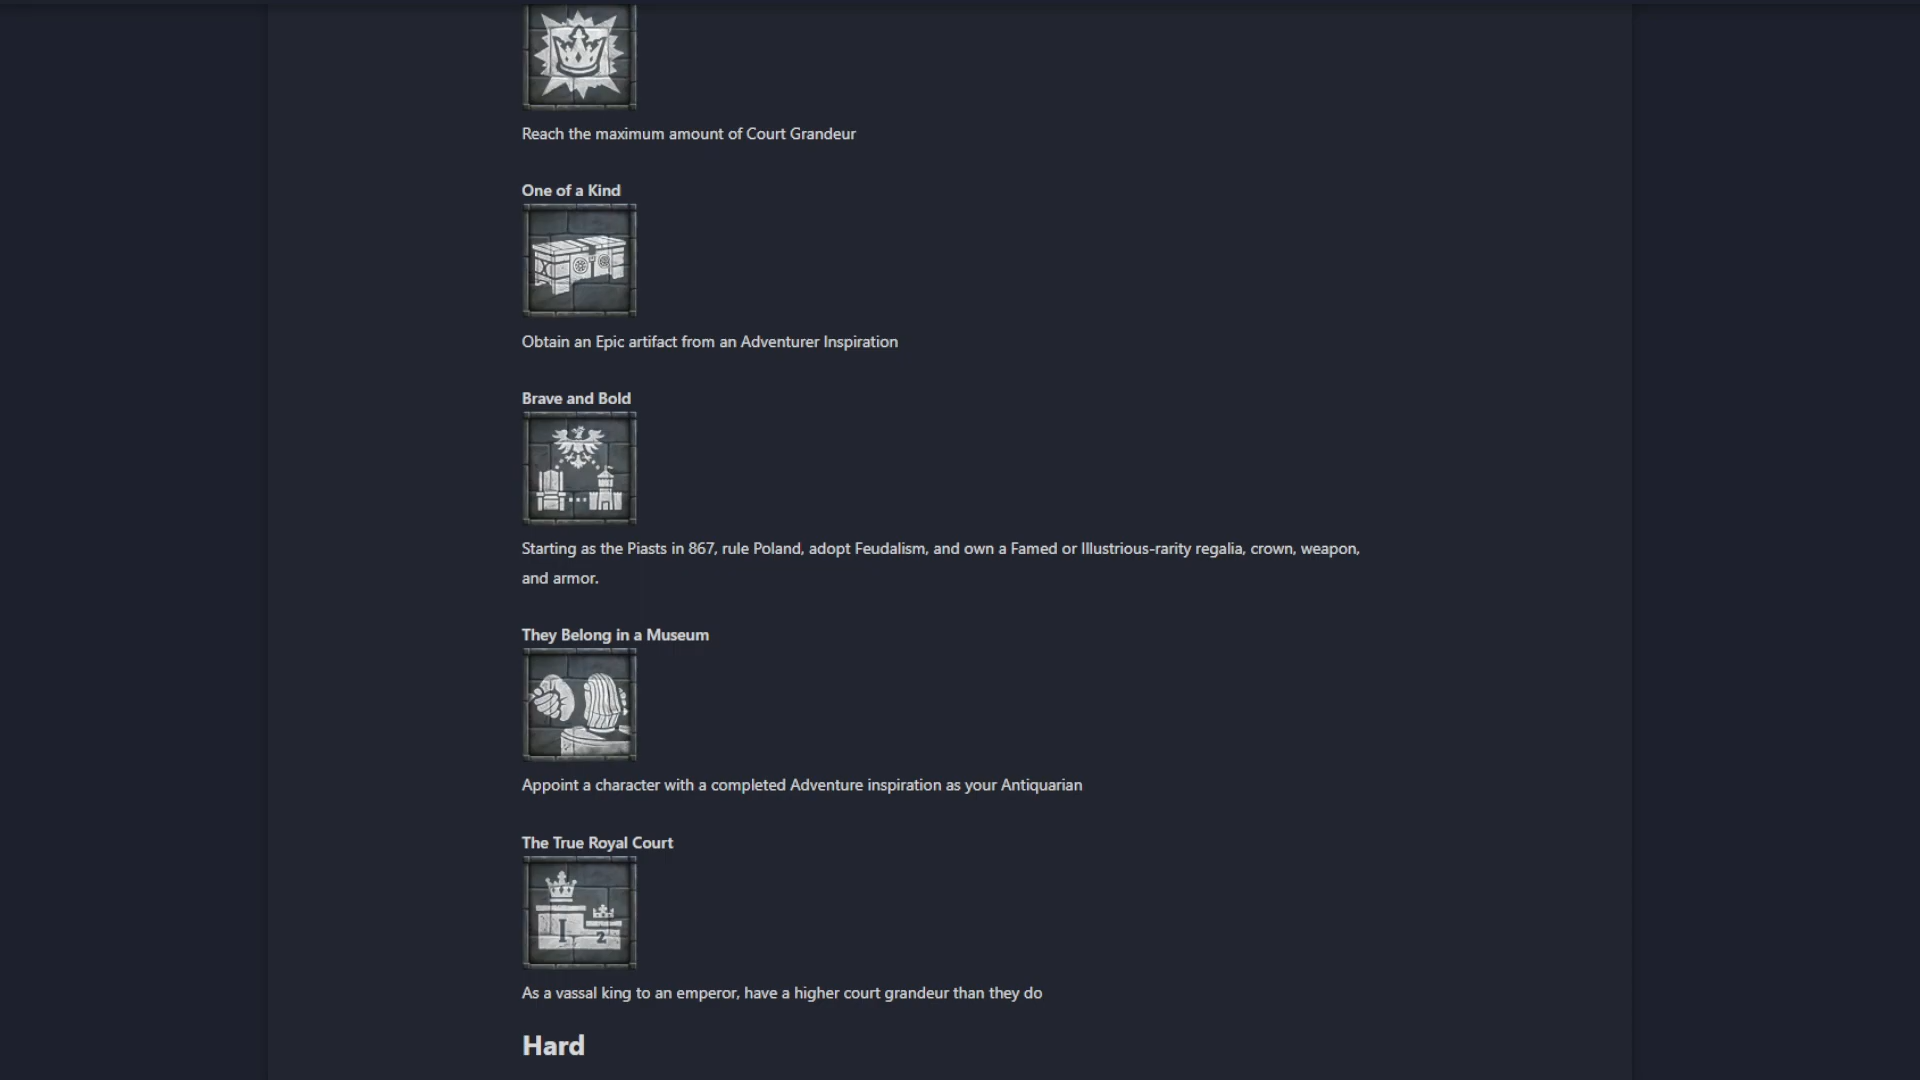 Reach the maximum amount of Court Grandeur
One of a Kind
Obtain an Epic artifact from an Adventurer Inspiration
Brave and Bold
Starting as the Piasts in 867, rule Poland, adopt Feudalism, and own a Famed or Illustrious-rarity regalia, crown, weapon,
and armor.
They Belong in a Museum
Appoint a character with a completed Adventure inspiration as your Antiquarian
The True Royal Court
1
2
As a vassal king to an emperor, have a higher court grandeur than they do
Hard